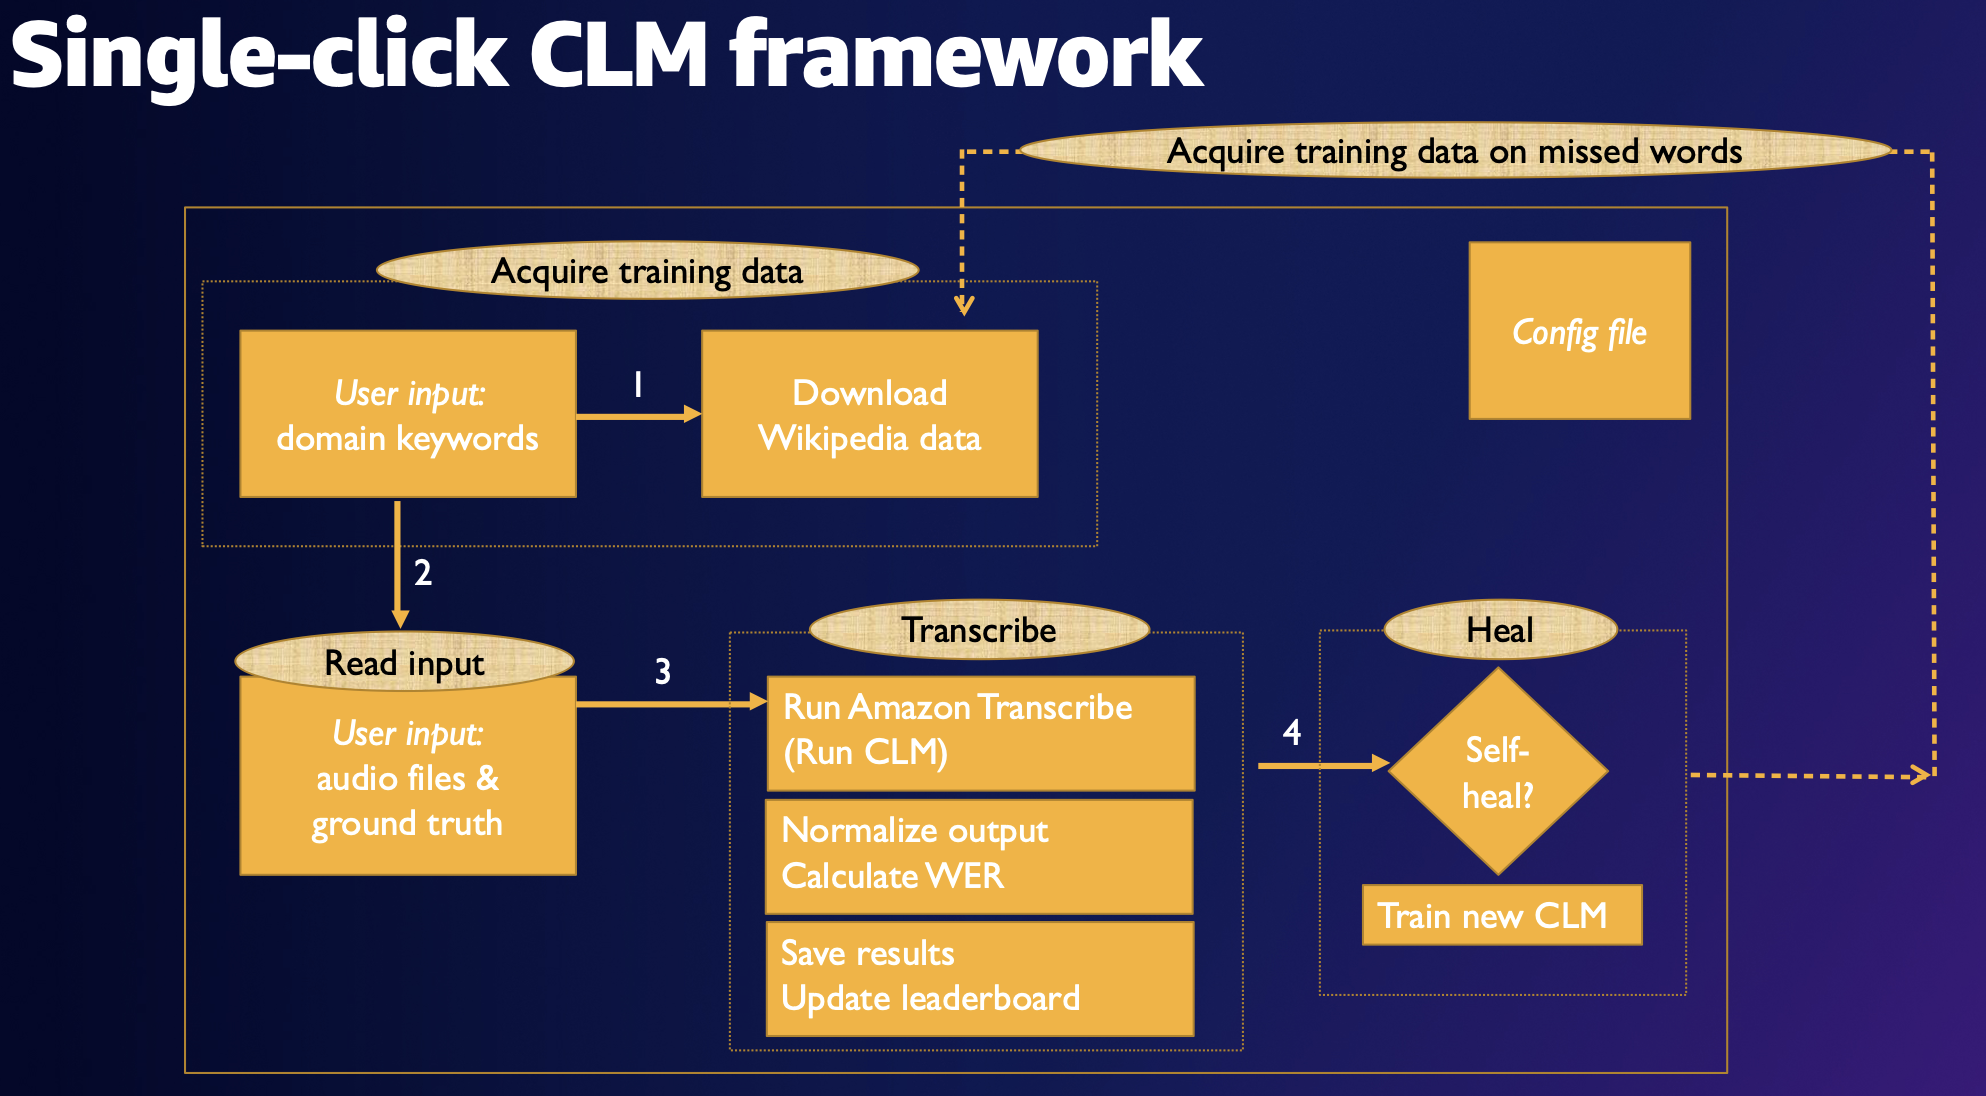 Single-click CLM framework
Acquire training data on missed words
Acquire training data
Config file
User input:
domain keywords
1
Download
Wikipedia data
2
Read input
User input:
audio files &
ground truth
3
Transcribe
Run Amazon Transcribe
(Run CLM)
Normalize output
Calculate WER
Save results
Update leaderboard
4
Heal
Self-
heal?
Train new CLM